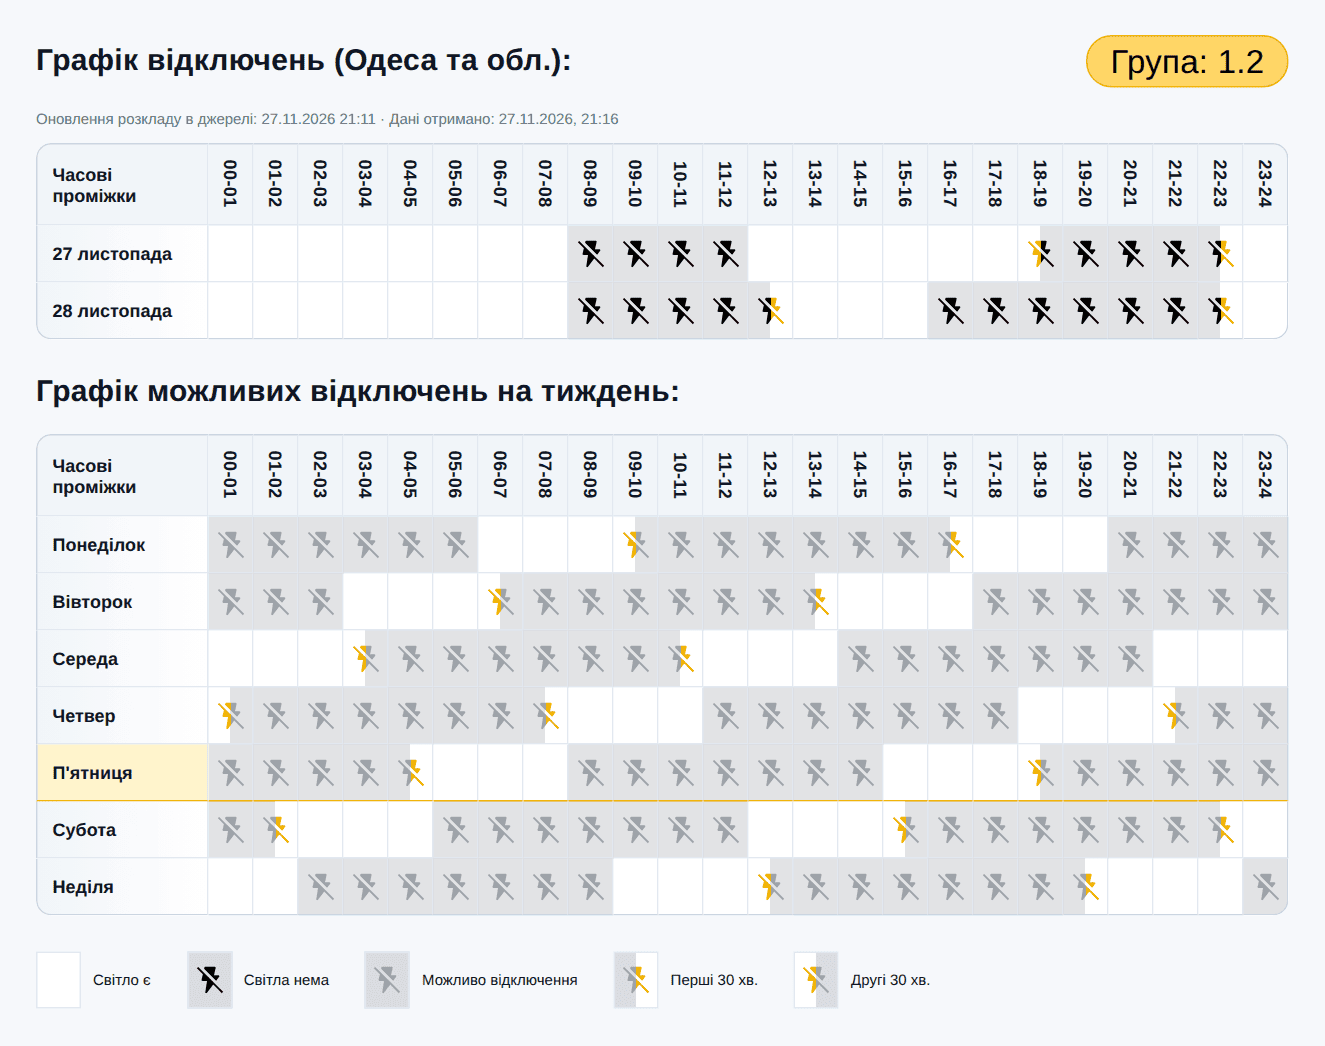 Графік відключень (Одеса та обл.):
Група: 1.2
Оновлення розкладу в джерелі: 27.11.2026 21:11 · Дані отримано: 27.11.2026, 21:16
Часові
проміжки
00-01 01-02 02-03 03-04 04-05 05-06 06-07 07-08 08-09 09-10 10-11 11-12 12-13 13-14 14-15 15-16 16-17 17-18 18-19 19-20 20-21 21-22 22-23 23-24
27 листопада
28 листопада
Графік можливих відключень на тиждень:
Часові
проміжки
00-01 01-02 02-03 03-04 04-05 05-06 06-07 07-08 08-09 09-10 10-11 11-12 12-13 13-14 14-15 15-16 16-17 17-18 18-19 19-20 20-21 21-22 22-23 23-24
Понеділок
Вівторок
Середа
Четвер
П'ятниця
Субота
Неділя
Світло є
Світла нема
Можливо відключення
Перші 30 хв.
Другі 30 хв.